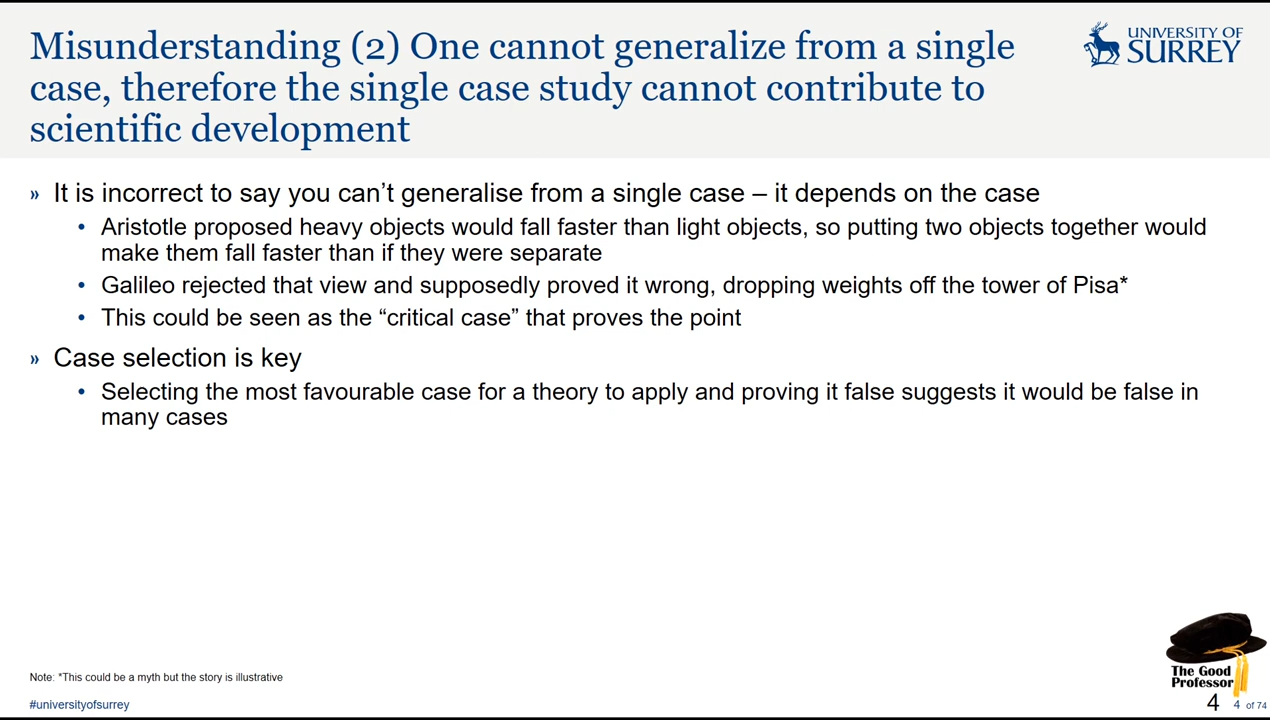 Misunderstanding (2) One cannot generalize from a single
case, therefore the single case study cannot contribute to
scientific development
UNIVERSITY OF
SURREY
» It is incorrect to say you can’t generalise from a single case – it depends on the case
• Aristotle proposed heavy objects would fall faster than light objects, so putting two objects together would
make them fall faster than if they were separate
• Galileo rejected that view and supposedly proved it wrong, dropping weights off the tower of Pisa*
• This could be seen as the “critical case” that proves the point
» Case selection is key
• Selecting the most favourable case for a theory to apply and proving it false suggests it would be false in
many cases
The Good
Professor
Note: *This could be a myth but the story is illustrative
#universityofsurrey
4 4 of 74